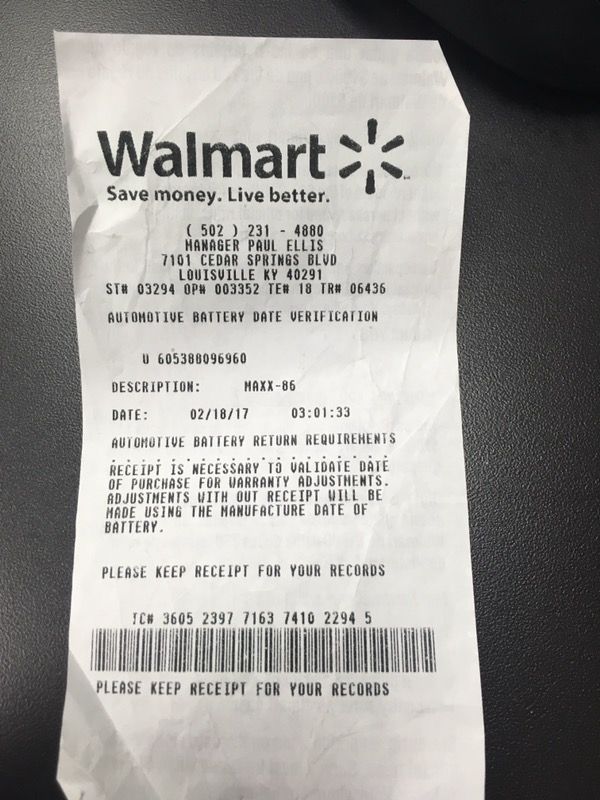 Walmart
Save money. Live better.
( 502 ) 231 - 4880
MANAGER PAUL ELLIS
7101 CEDAR SPRINGS BLVD
LOUISVILLE KY 40291
ST# 03294 OP# 003352 TE# 18 TR# 06436
AUTOMOTIVE BATTERY DATE VERIFICATION
U 605388096960
DESCRIPTION: MAXX-86
DATE: 02/18/17 03:01:33
AUTOMOTIVE BATTERY RETURN REQUIREMENTS
RECEIPT IS NECESSARY TO VALIDATE DATE
OF PURCHASE FOR WARRANTY ADJUSTMENTS.
ADJUSTMENTS WITH OUT RECEIPT WILL BE
MADE USING THE MANUFACTURE DATE OF
BATTERY.
PLEASE KEEP RECEIPT FOR YOUR RECORDS
TC# 3605 2397 7163 7410 2294 5
PLEASE KEEP RECEIPT FOR YOUR RECORDS